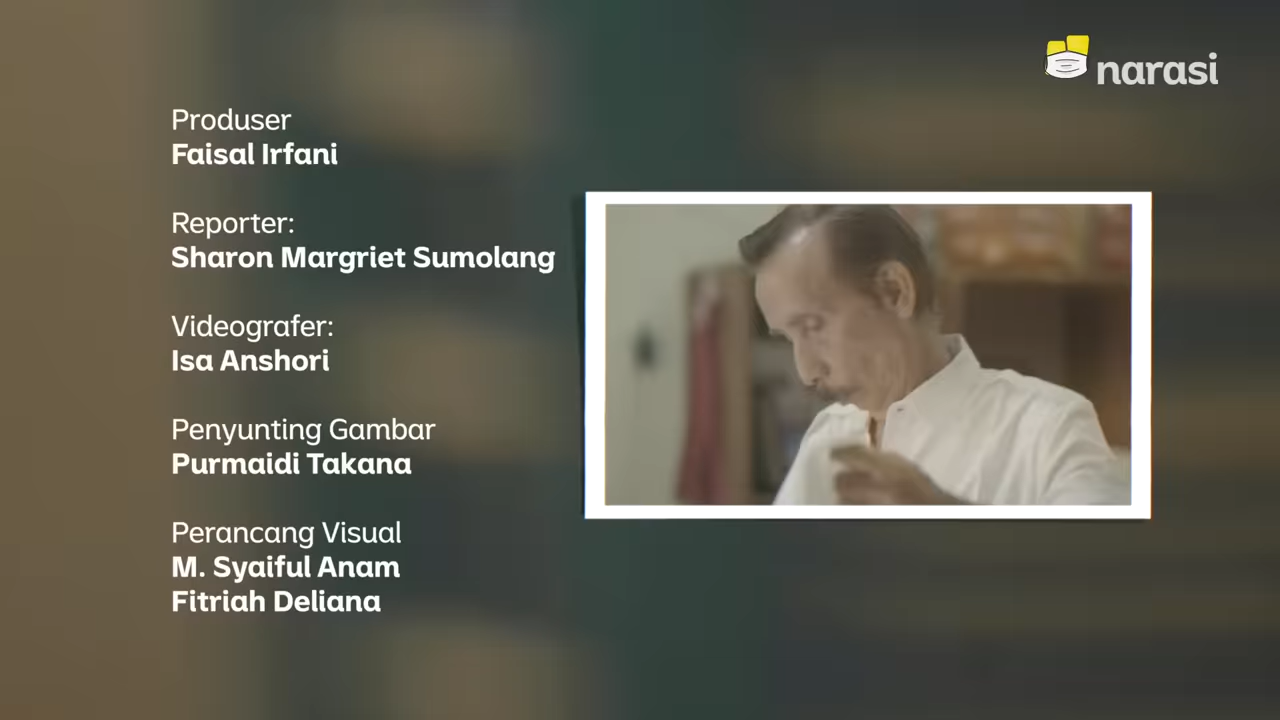 narasi
Produser
Faisal Irfani
Reporter:
Sharon Margriet Sumolang
Videografer:
Isa Anshori
Penyunting Gambar
Purmaidi Takana
Perancang Visual
M. Syaiful Anam
Fitriah Deliana